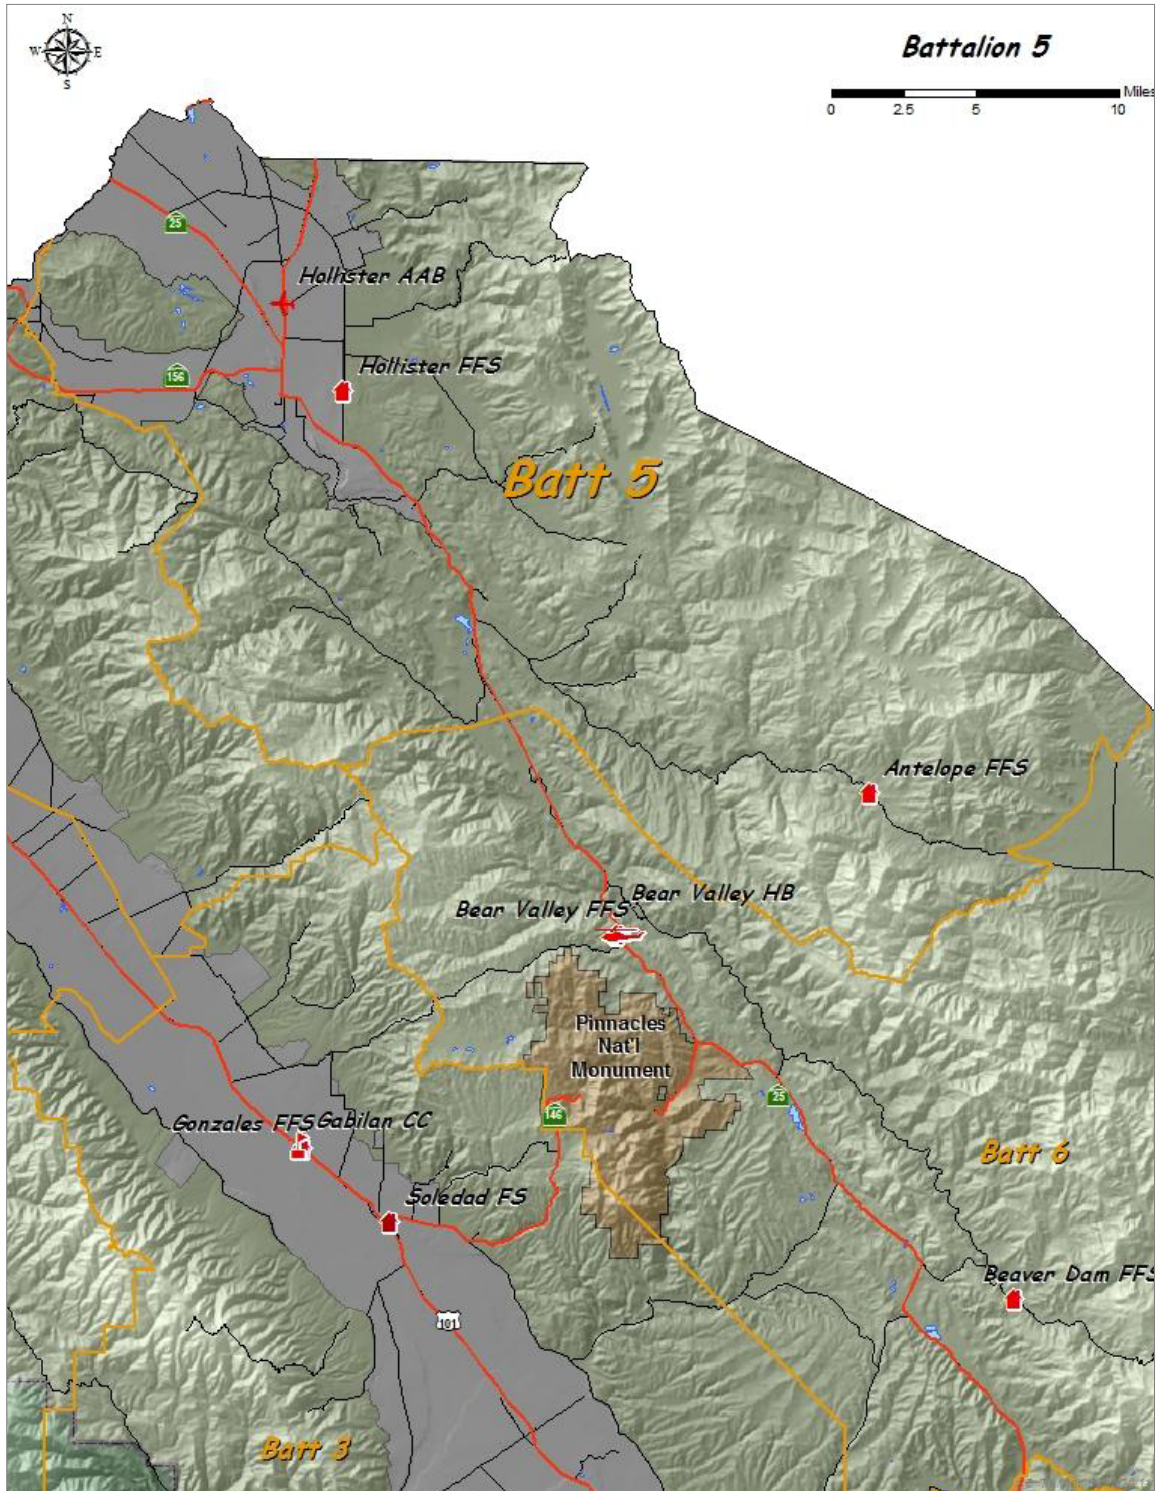 N
W E
S
Battalion 5
Miles
0 2.5 5 10
25
Hollister AAB
156
Hollister FFS
Batt 5
Antelope FFS
Bear Valley HB
Bear Valley FFS
Pinnacles
Nat'l
Monument
146
25
Gonzales FFS
Gabilan CC
Batt 6
Soledad FS
Beaver Dam FFS
101
Batt 3